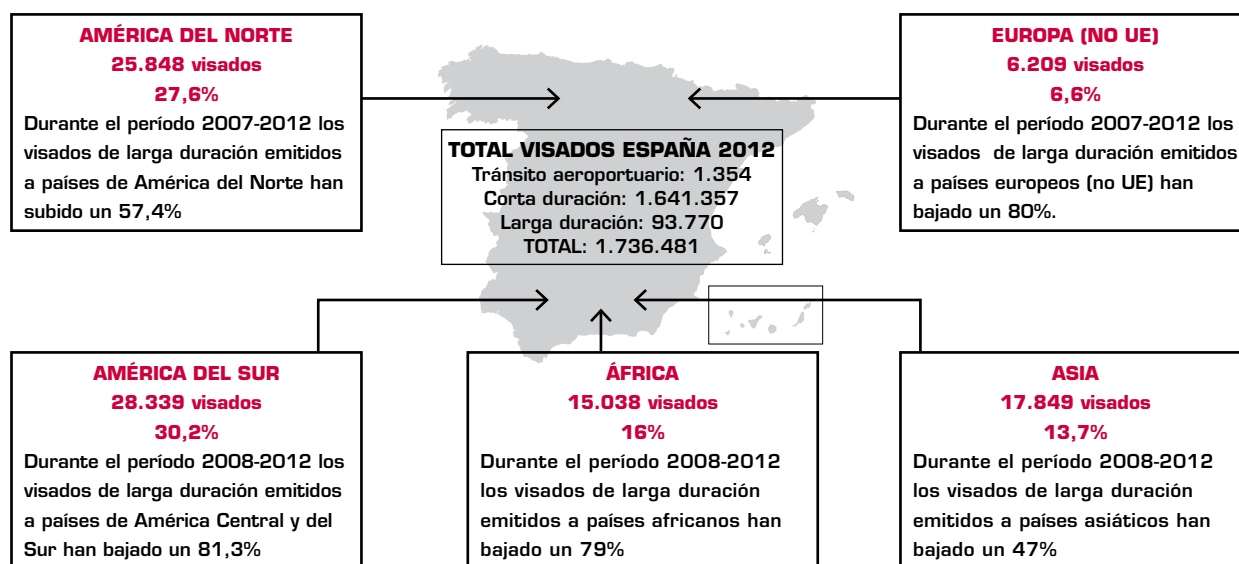 AMÉRICA DEL NORTE
25.848 visados
27,6%
Durante el período 2007-2012 los
visados de larga duración emitidos
a países de América del Norte han
subido un 57,4%
EUROPA (NO UE)
6.209 visados
6,6%
Durante el período 2007-2012 los
visados de larga duración emitidos
a países europeos (no UE) han
bajado un 80%.
TOTAL VISADOS ESPAÑA 2012
Tránsito aeroportuario: 1.354
Corta duración: 1.641.357
Larga duración: 93.770
TOTAL: 1.736.481
AMÉRICA DEL SUR
28.339 visados
30,2%
Durante el período 2008-2012 los
visados de larga duración emitidos
a países de América Central y del
Sur han bajado un 81,3%
ÁFRICA
15.038 visados
16%
Durante el período 2008-2012
los visados de larga duración
emitidos a países africanos han
bajado un 79%
ASIA
17.849 visados
13,7%
Durante el período 2008-2012
los visados de larga duración
emitidos a países asiáticos han
bajado un 47%